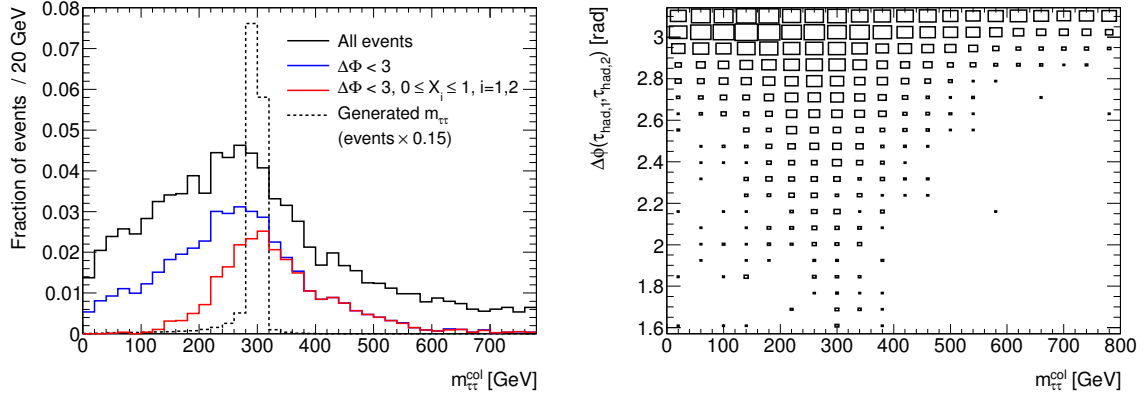 Fraction of events / 20 GeV
0.08
0.07
0.06
0.05
0.04
0.03
0.02
0.01
0
All events
ΔΦ < 3
ΔΦ < 3, 0 ≤ X_i ≤ 1, i=1,2
Generated m_ττ
(events × 0.15)
0 100 200 300 400 500 600 700
m_ττ^col [GeV]
Δϕ(τ_had,1, τ_had,2) [rad]
3
2.8
2.6
2.4
2.2
2
1.8
1.6
0 100 200 300 400 500 600 700 800
m_ττ^col [GeV]